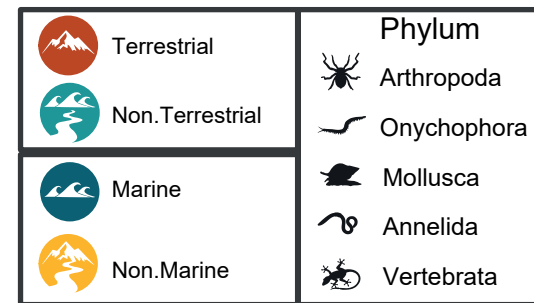 Terrestrial
Non.Terrestrial
Marine
Non.Marine
Phylum
Arthropoda
Onychophora
Mollusca
Annelida
Vertebrata